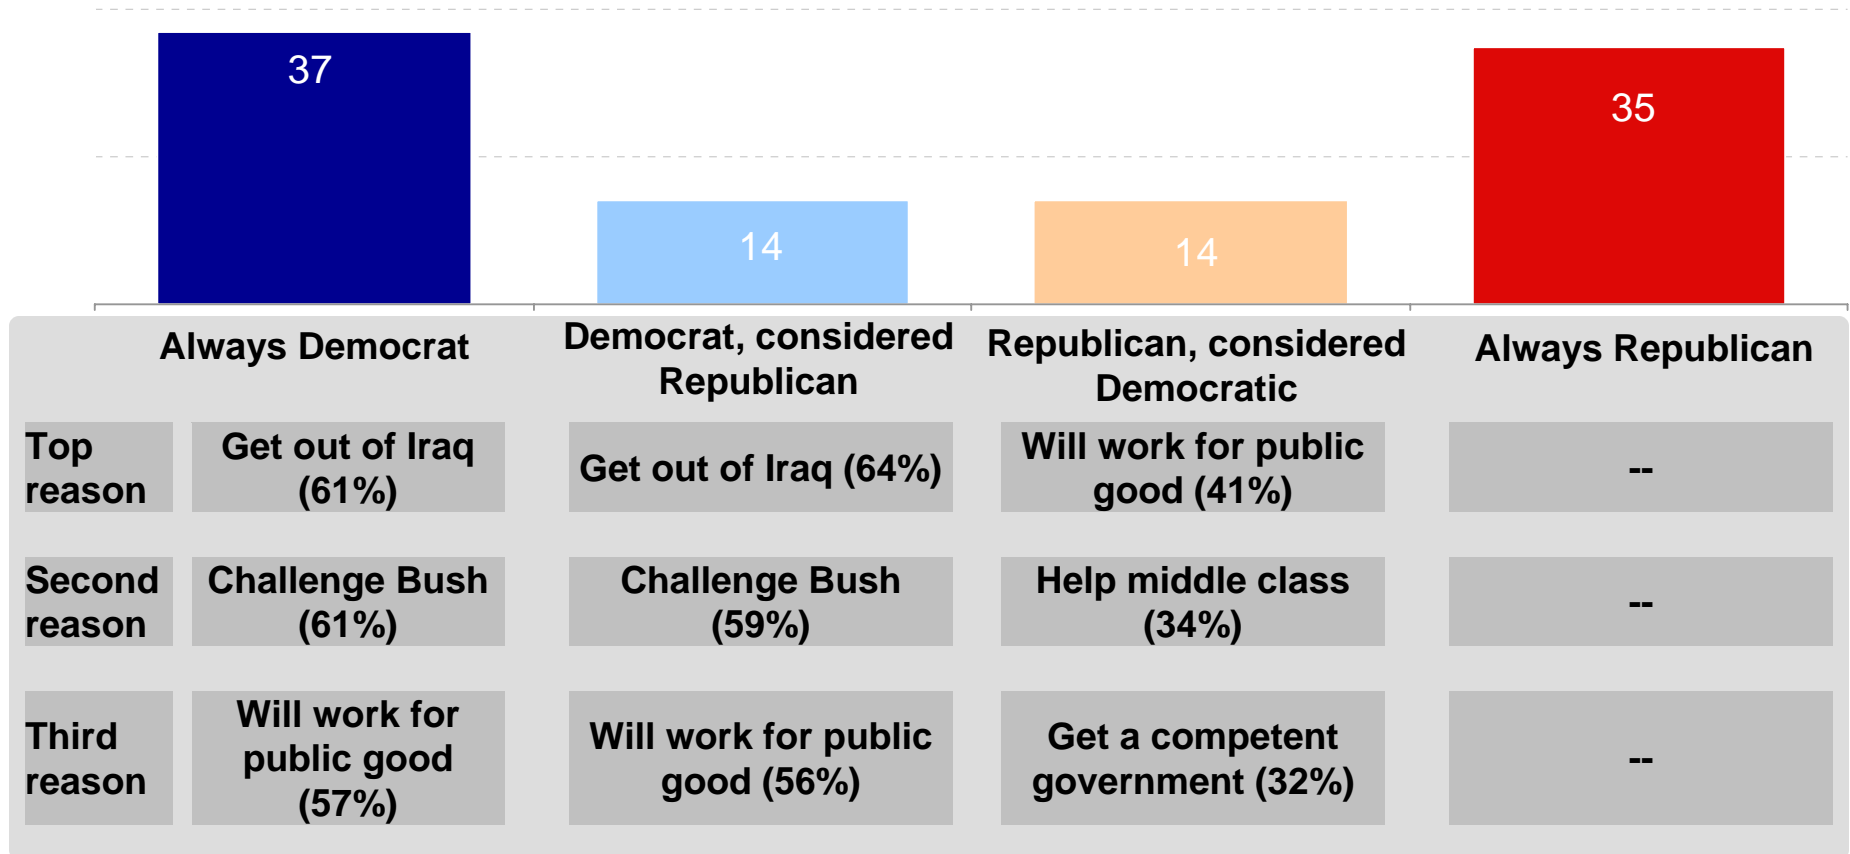 37
14
14
35
Always Democrat
Democrat, considered
Republican
Republican, considered
Democratic
Always Republican
Top
reason
Get out of Iraq
(61%)
Get out of Iraq (64%)
Will work for public
good (41%)
--
Second
reason
Challenge Bush
(61%)
Challenge Bush
(59%)
Help middle class
(34%)
--
Third
reason
Will work for
public good
(57%)
Will work for public
good (56%)
Get a competent
government (32%)
--